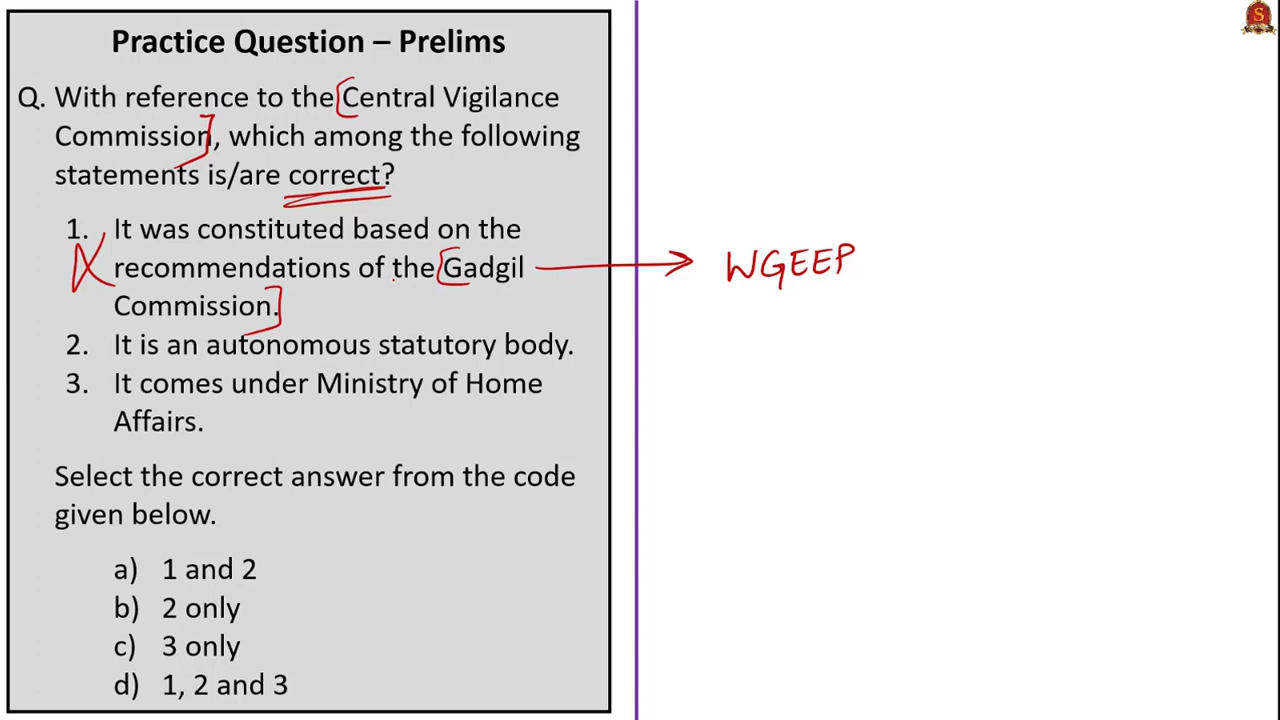 Practice Question – Prelims
Q. With reference to the Central Vigilance
Commission, which among the following
statements is/are correct?
1. It was constituted based on the
recommendations of the Gadgil
Commission.
2. It is an autonomous statutory body.
3. It comes under Ministry of Home
Affairs.
Select the correct answer from the code
given below.
a) 1 and 2
b) 2 only
c) 3 only
d) 1, 2 and 3
WGEEP
S